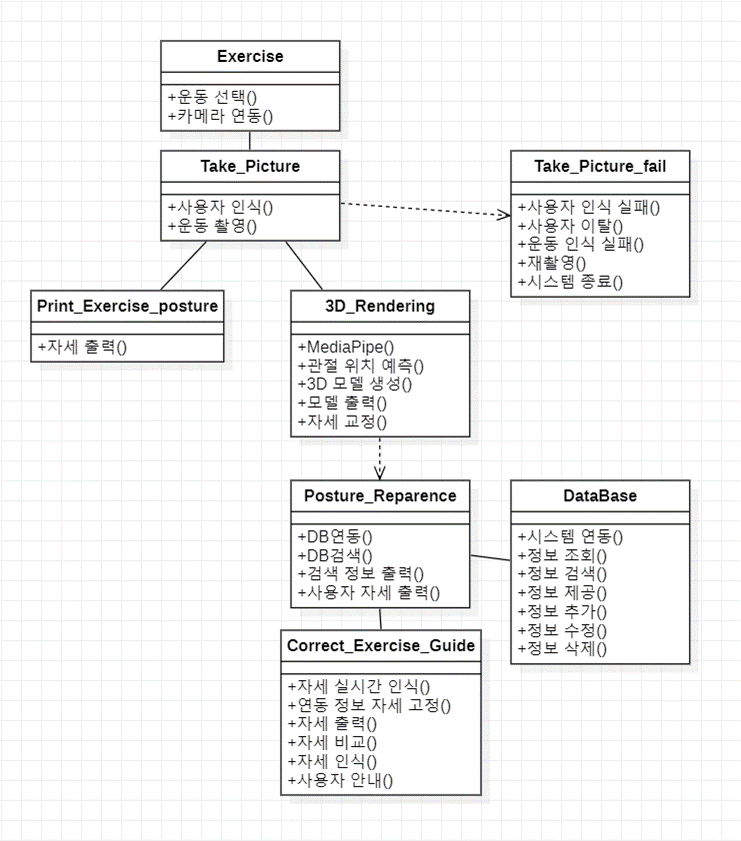 Exercise
+운동 선택()
+카메라 연동()
Take_Picture
+사용자 인식()
+운동 촬영()
Take_Picture_fail
+사용자 인식 실패()
+사용자 이탈()
+운동 인식 실패()
+재촬영()
+시스템 종료()
Print_Exercise_posture
+자세 출력()
3D_Rendering
+MediaPipe()
+관절 위치 예측()
+3D 모델 생성()
+모델 출력()
+자세 교정()
Posture_Reparence
+DB연동()
+DB검색()
+검색 정보 출력()
+사용자 자세 출력()
DataBase
+시스템 연동()
+정보 조회()
+정보 검색()
+정보 제공()
+정보 추가()
+정보 수정()
+정보 삭제()
Correct_Exercise_Guide
+자세 실시간 인식()
+연동 정보 자세 고정()
+자세 출력()
+자세 비교()
+자세 인식()
+사용자 안내()